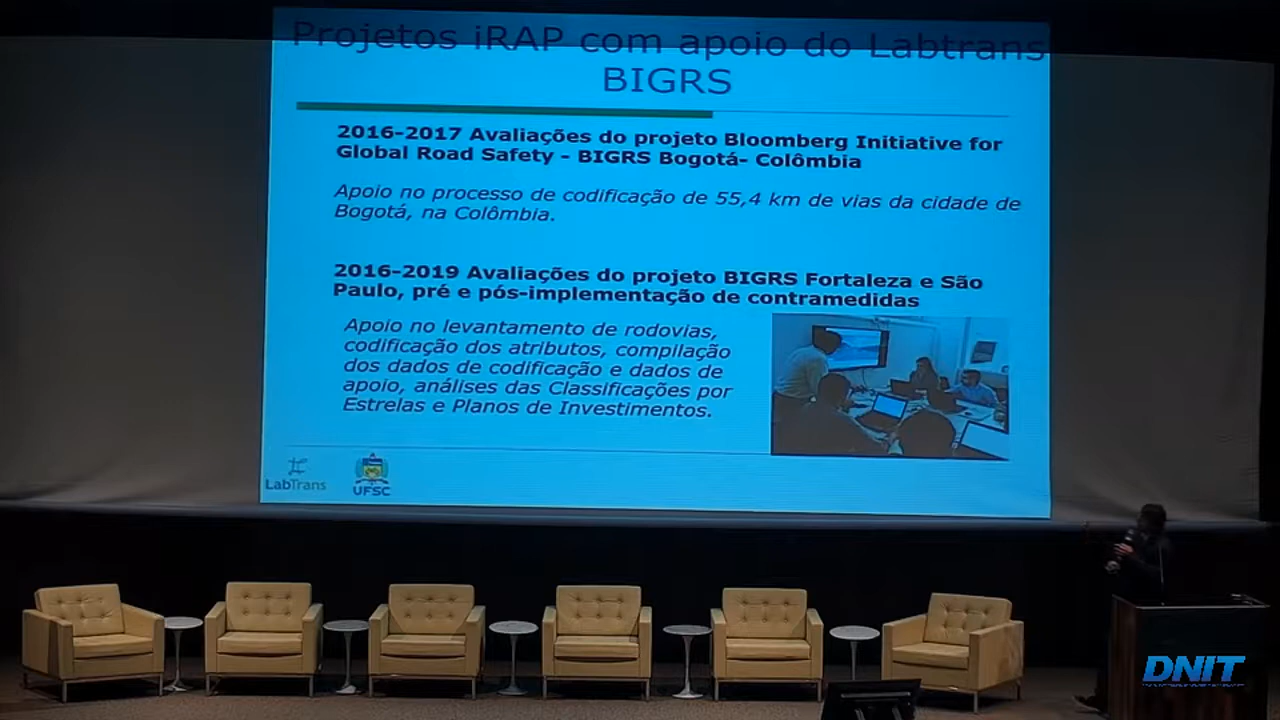 Projetos iRAP com apoio do Labtrans
BIGRS
2016-2017 Avaliações do projeto Bloomberg Initiative for
Global Road Safety - BIGRS Bogotá- Colômbia
Apoio no processo de codificação de 55,4 km de vias da cidade de
Bogotá, na Colômbia.
2016-2019 Avaliações do projeto BIGRS Fortaleza e São
Paulo, pré e pós-implementação de contramedidas
Apoio no levantamento de rodovias,
codificação dos atributos, compilação
dos dados de codificação e dados de
apoio, análises das Classificações por
Estrelas e Planos de Investimentos.
LabTrans
UFSC
DNIT